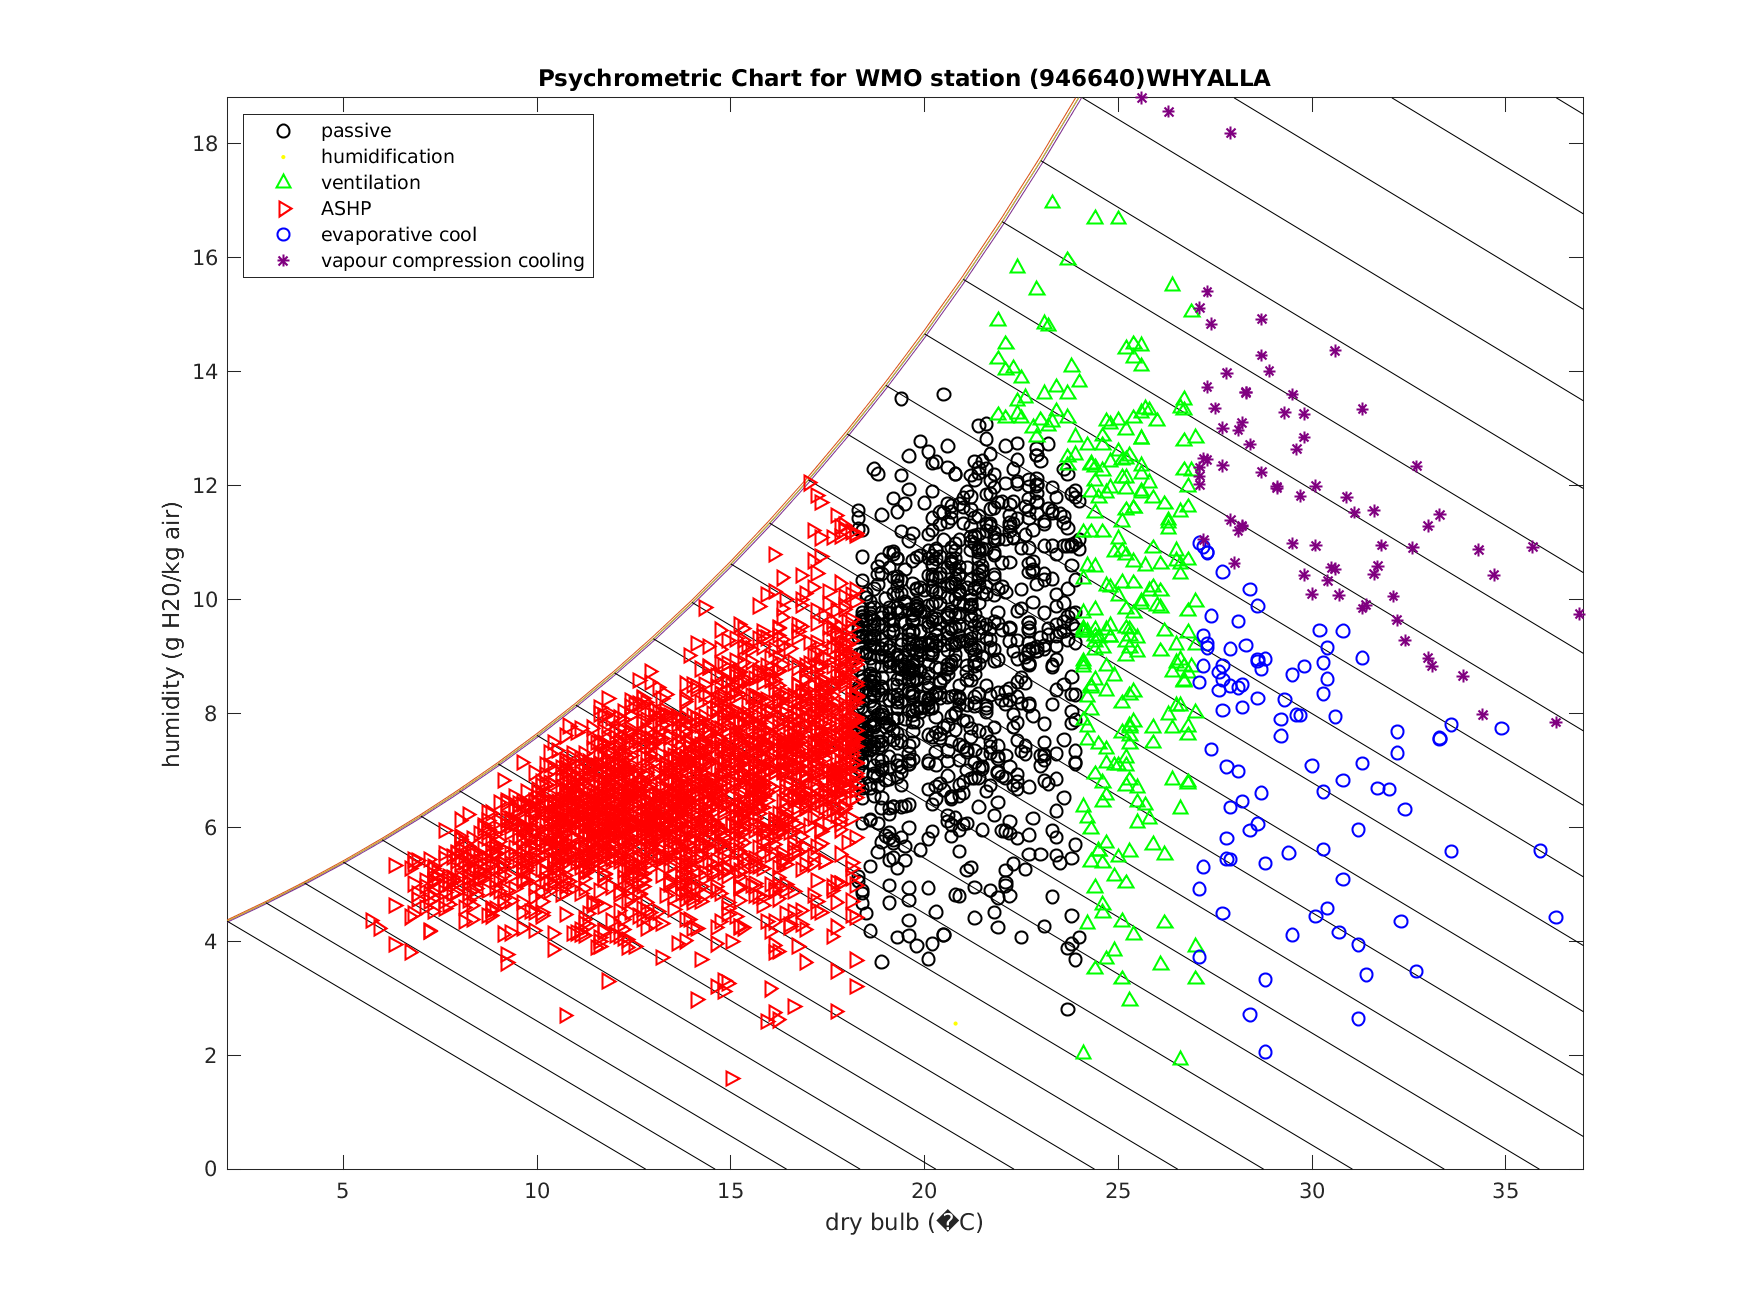 Psychrometric Chart for WMO station (946640)WHYALLA
passive
humidification
ventilation
ASHP
evaporative cool
vapour compression cooling
humidity (g H20/kg air)
18
16
14
12
10
8
6
4
2
0
5 10 15 20 25 30 35
dry bulb (�C)